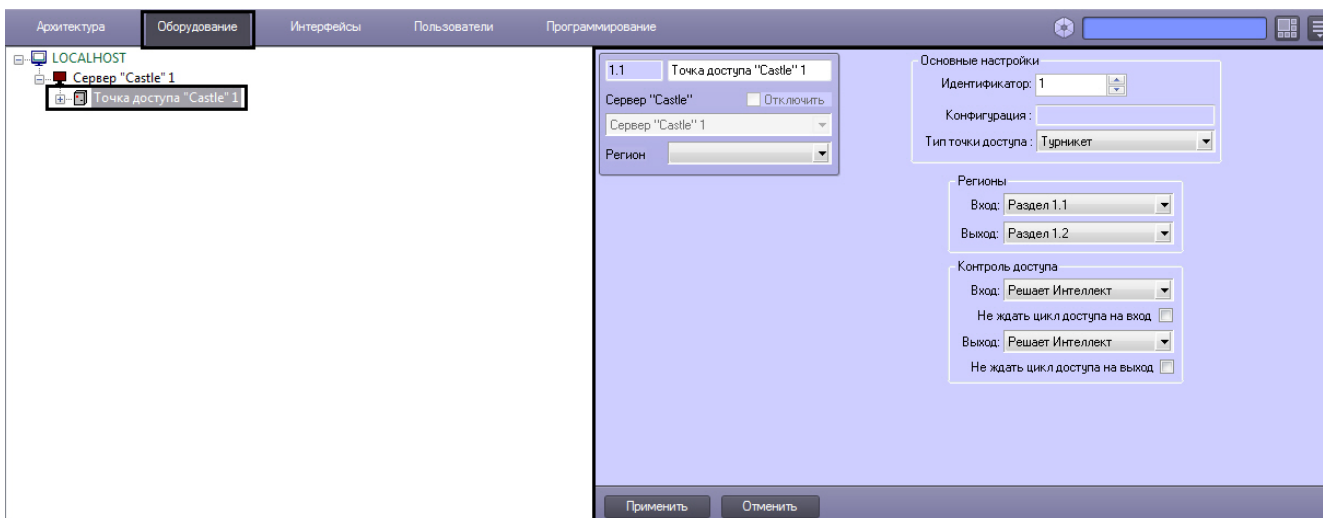 Архитектура Оборудование Интерфейсы Пользователи Программирование
LOCALHOST
Сервер "Castle" 1
Точка доступа "Castle" 1
1.1 Точка доступа "Castle" 1
Сервер "Castle" Отключить
Сервер "Castle" 1
Регион
Основные настройки
Идентификатор: 1
Конфигурация :
Тип точки доступа : Турникет
Регионы
Вход: Раздел 1.1
Выход: Раздел 1.2
Контроль доступа
Вход: Решает Интеллект
Не ждать цикл доступа на вход
Выход: Решает Интеллект
Не ждать цикл доступа на выход
Применить Отменить